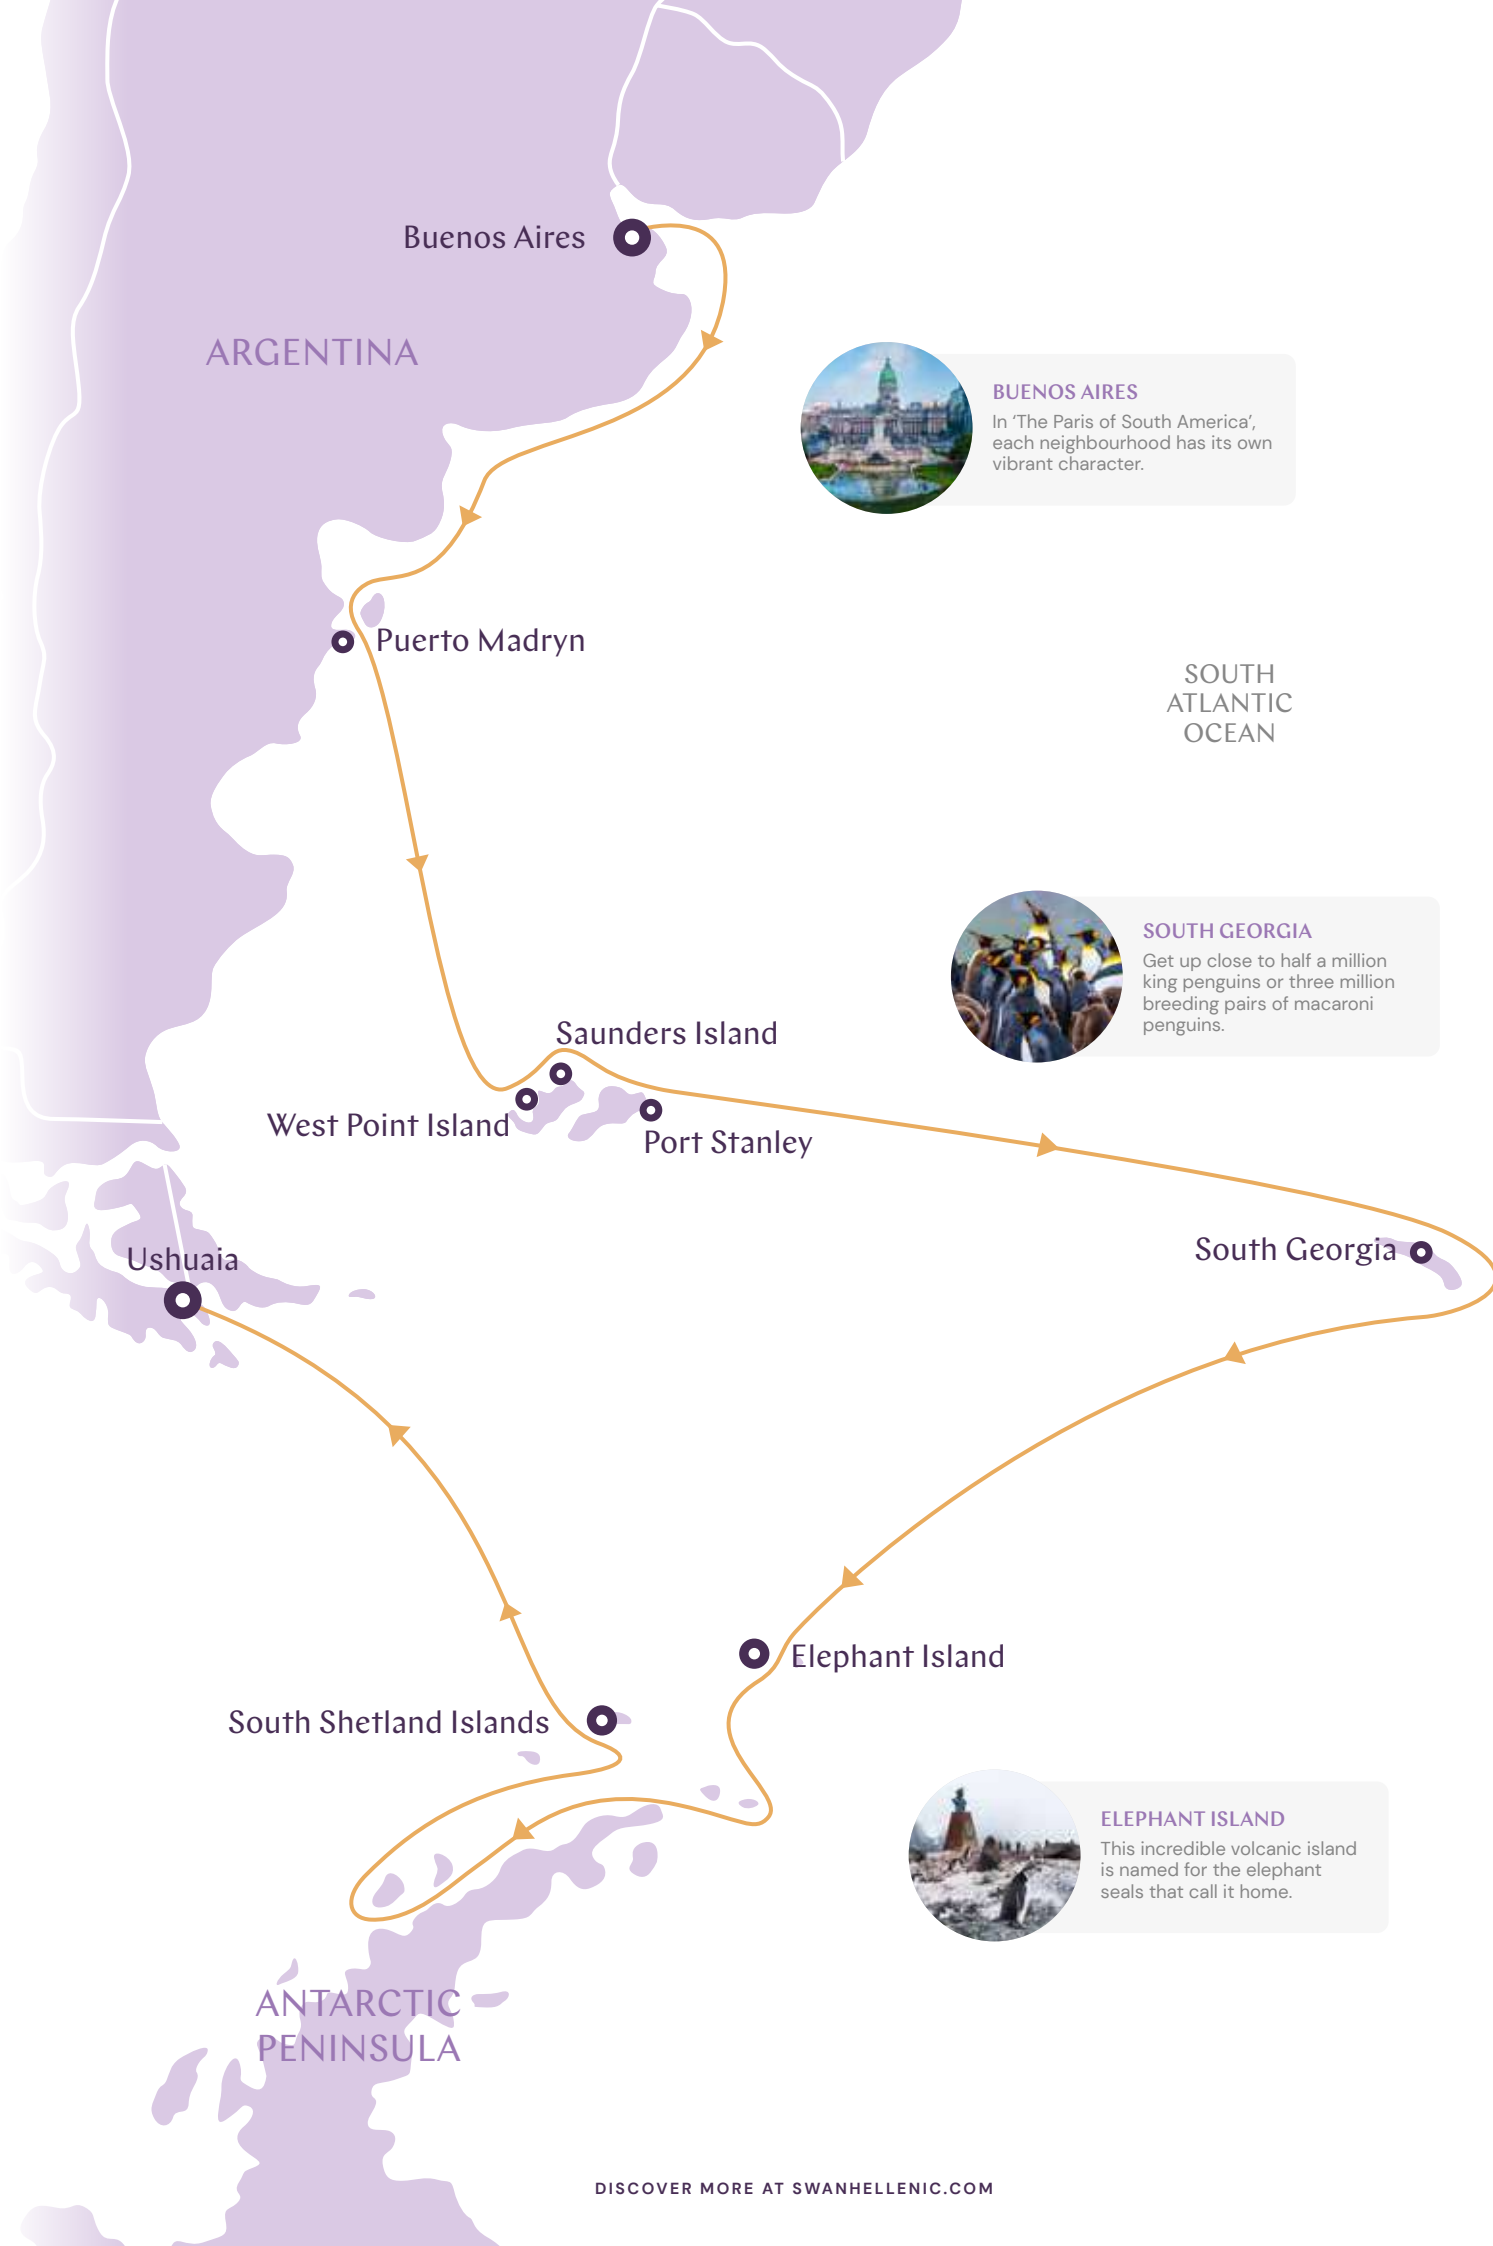 Buenos Aires
ARGENTINA
BUENOS AIRES
In ‘The Paris of South America’,
each neighbourhood has its own
vibrant character.
Puerto Madryn
SOUTH
ATLANTIC
OCEAN
SOUTH GEORGIA
Get up close to half a million
king penguins or three million
breeding pairs of macaroni
penguins.
Saunders Island
West Point Island
Port Stanley
South Georgia
Ushuaia
Elephant Island
South Shetland Islands
ELEPHANT ISLAND
This incredible volcanic island
is named for the elephant
seals that call it home.
ANTARCTIC
PENINSULA
DISCOVER MORE AT SWANHELLENIC.COM